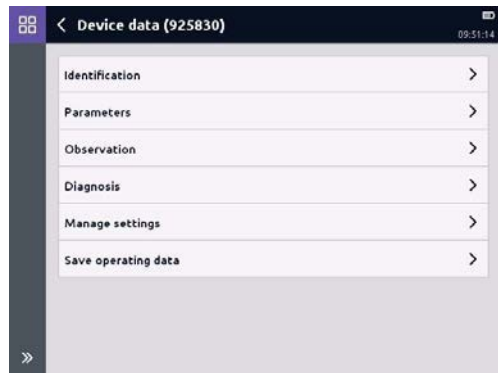 Device data (925830)
09:51:14
Identification
Parameters
Observation
Diagnosis
Manage settings
Save operating data